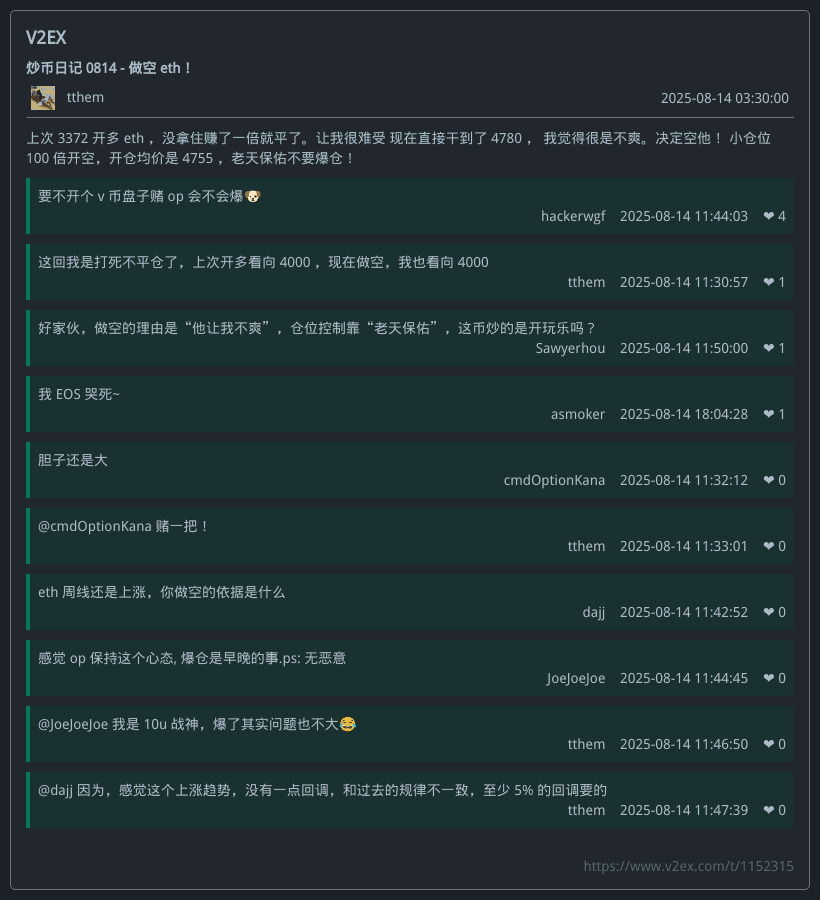 V2EX
炒币日记 0814 - 做空 eth！
tthem
2025-08-14 03:30:00
上次 3372 开多 eth ，没拿住赚了一倍就平了。让我很难受 现在直接干到了 4780 ， 我觉得很是不爽。决定空他！ 小仓位
100 倍开空，开仓均价是 4755 ，老天保佑不要爆仓！
要不开个 v 币盘子赌 op 会不会爆🐶
hackerwgf 2025-08-14 11:44:03 ❤ 4
这回我是打死不平仓了，上次开多看向 4000 ，现在做空，我也看向 4000
tthem 2025-08-14 11:30:57 ❤ 1
好家伙，做空的理由是“他让我不爽”，仓位控制靠“老天保佑”，这币炒的是开玩乐吗？
Sawyerhou 2025-08-14 11:50:00 ❤ 1
我 EOS 哭死~
asmoker 2025-08-14 18:04:28 ❤ 1
胆子还是大
cmdOptionKana 2025-08-14 11:32:12 ❤ 0
@cmdOptionKana 赌一把！
tthem 2025-08-14 11:33:01 ❤ 0
eth 周线还是上涨，你做空的依据是什么
dajj 2025-08-14 11:42:52 ❤ 0
感觉 op 保持这个心态, 爆仓是早晚的事.ps: 无恶意
JoeJoeJoe 2025-08-14 11:44:45 ❤ 0
@JoeJoeJoe 我是 10u 战神，爆了其实问题也不大😂
tthem 2025-08-14 11:46:50 ❤ 0
@dajj 因为，感觉这个上涨趋势，没有一点回调，和过去的规律不一致，至少 5% 的回调要的
tthem 2025-08-14 11:47:39 ❤ 0
https://www.v2ex.com/t/1152315